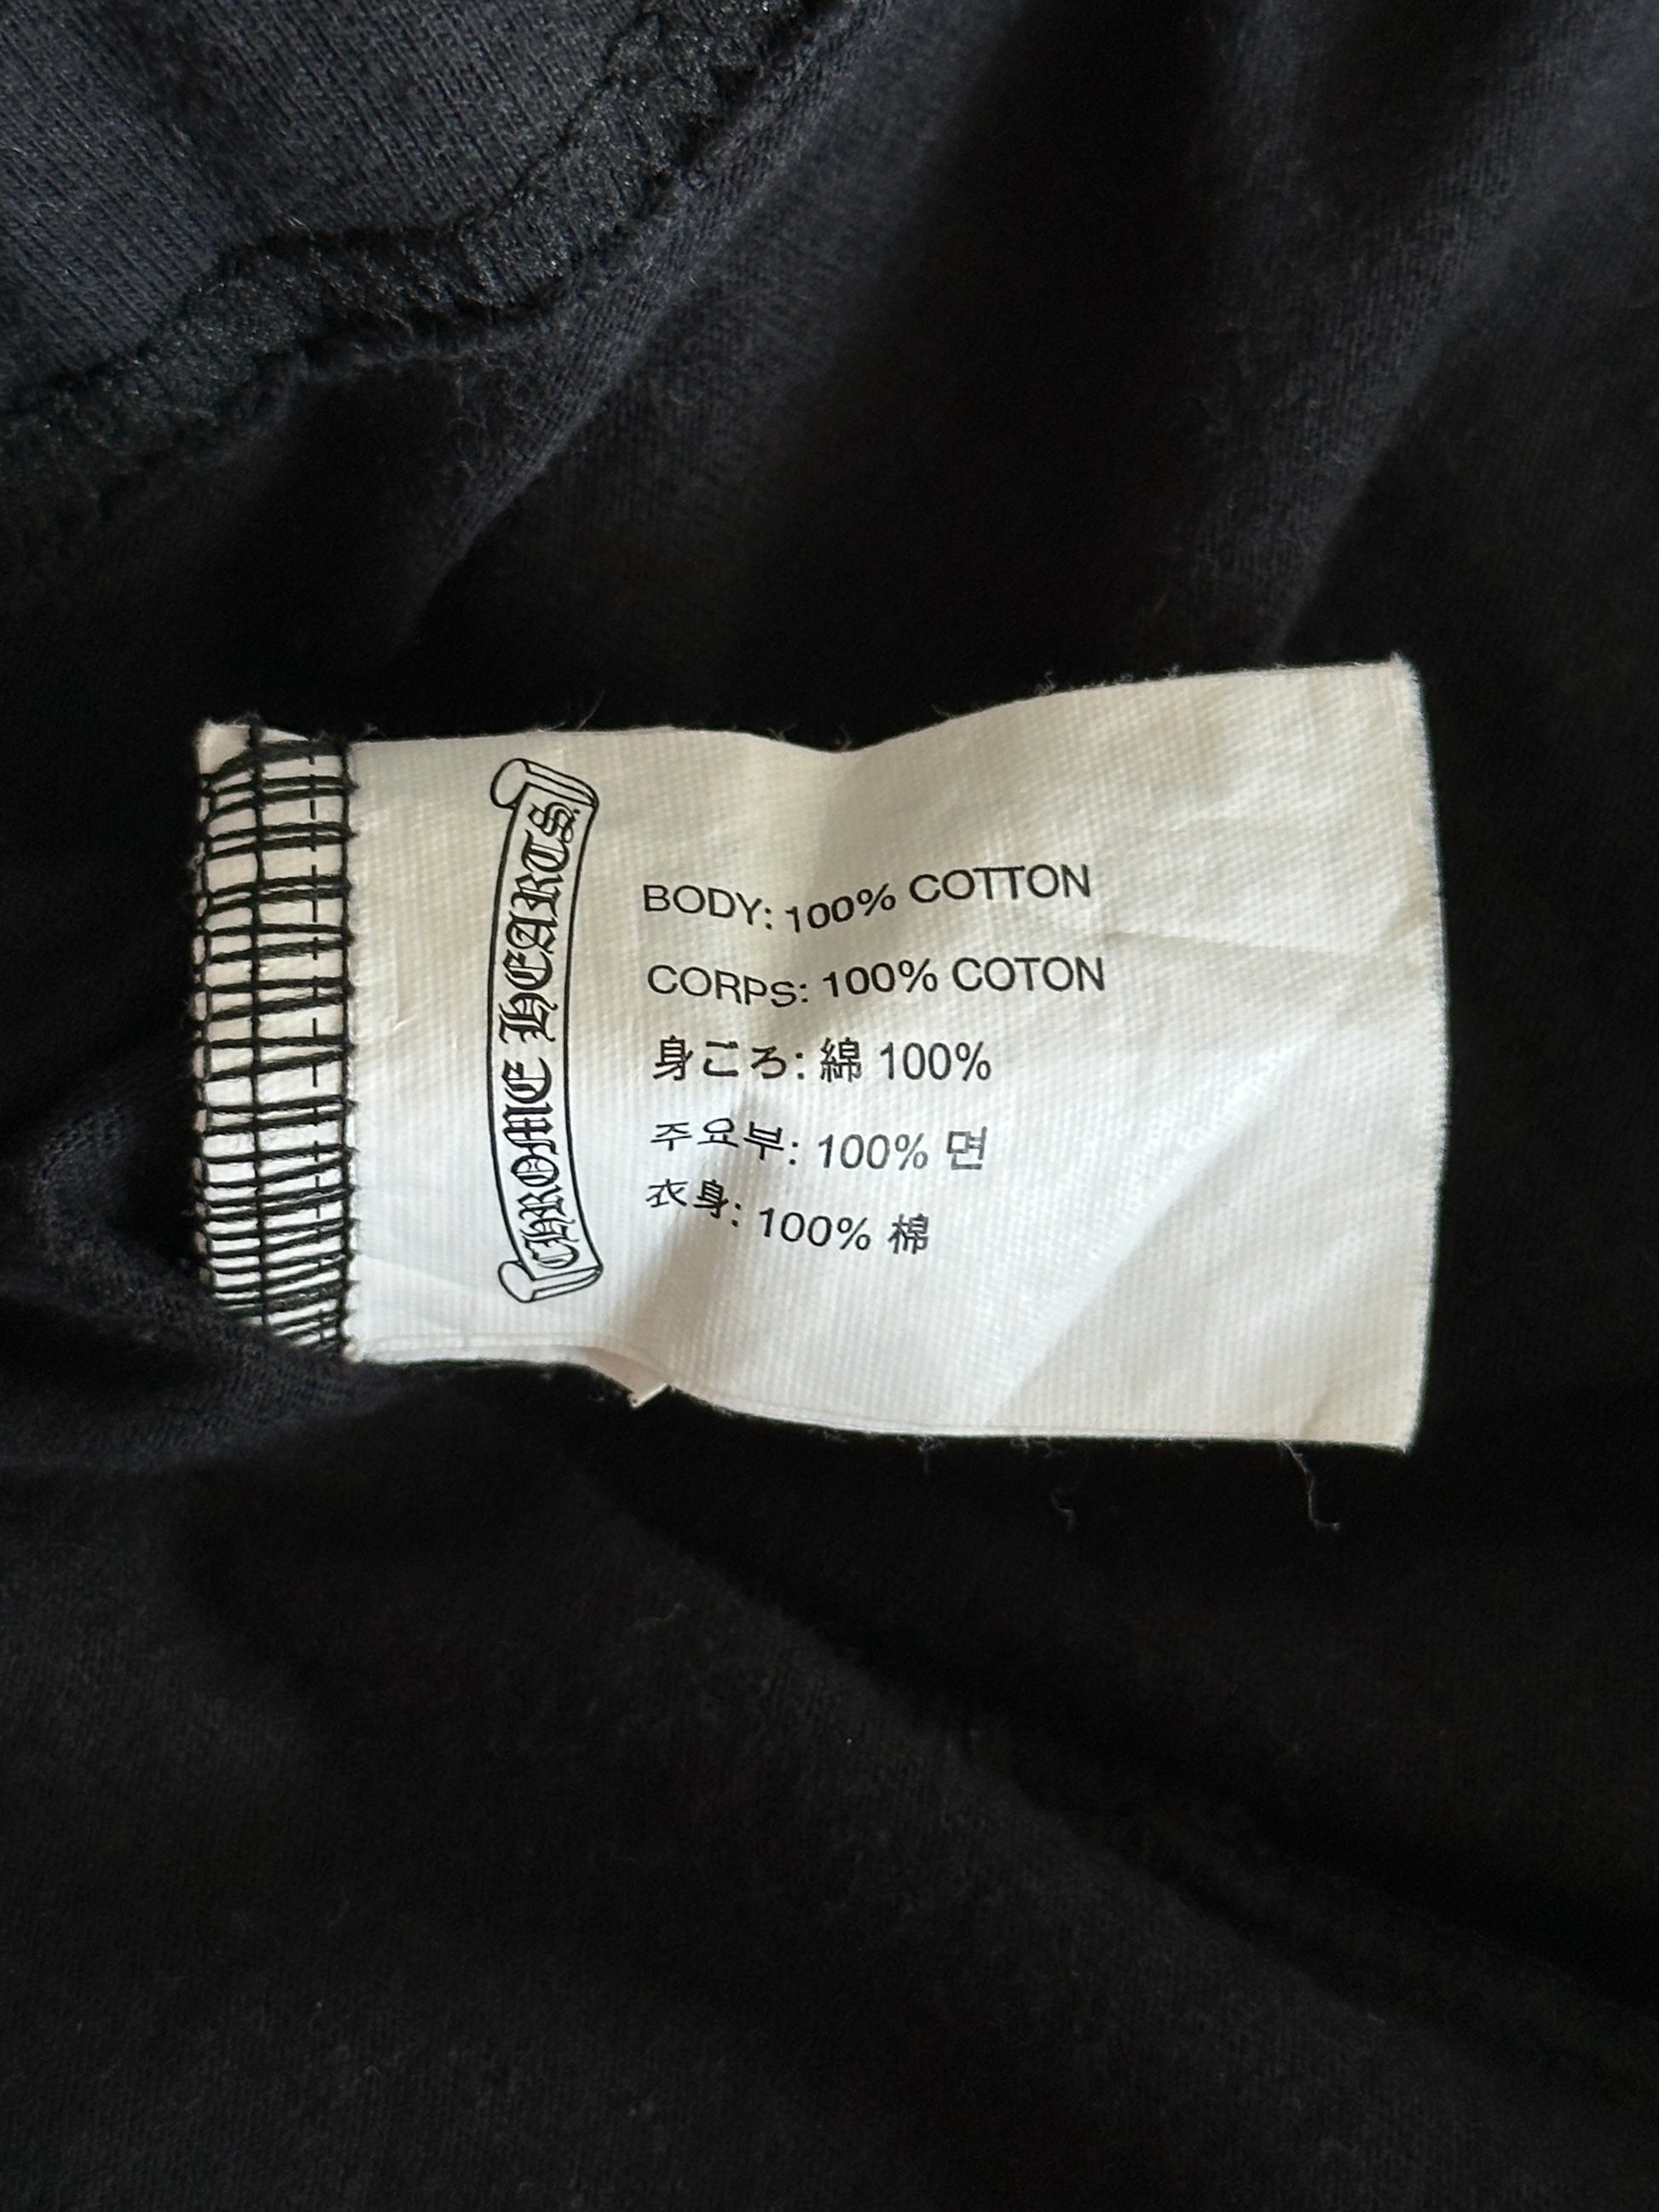 CHROME HEARTS
BODY: 100% COTTON
CORPS: 100% COTON
身ごろ: 綿 100%
주요부: 100% 면
衣身: 100% 棉